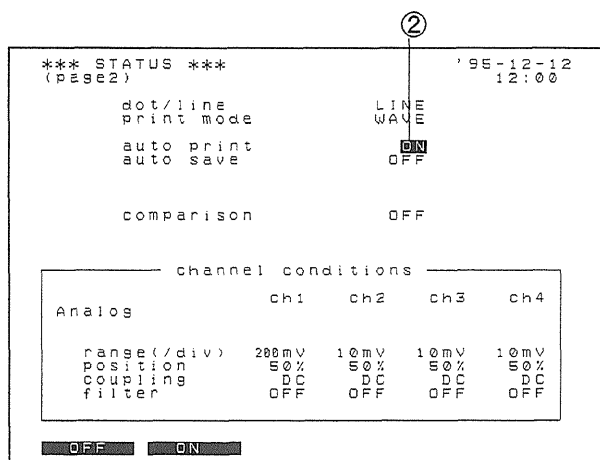 ②
*** STATUS *** '95-12-12
(page2) 12:00
dot/line LINE
print mode WAVE
auto print ON
auto save OFF
comparison OFF
channel conditions
ch1 ch2 ch3 ch4
Analog
range(/div) 200mV 10mV 10mV 10mV
position 50% 50% 50% 50%
coupling DC DC DC DC
filter OFF OFF OFF OFF
OFF ON